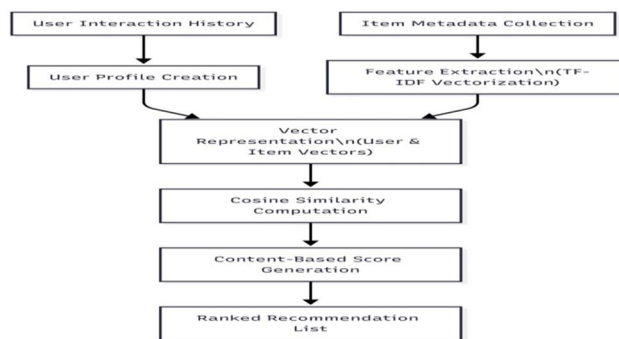 User Interaction History
Item Metadata Collection
User Profile Creation
Feature Extraction\n(TF-
IDF Vectorization)
Vector
Representation\n(User &
Item Vectors)
Cosine Similarity
Computation
Content-Based Score
Generation
Ranked Recommendation
List